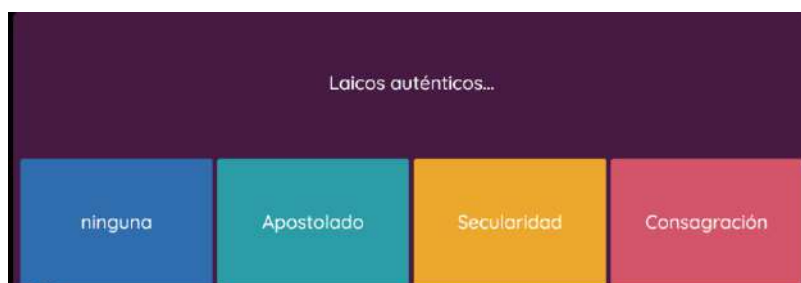 Laicos auténticos...
ninguna
Apostolado
Secularidad
Consagración